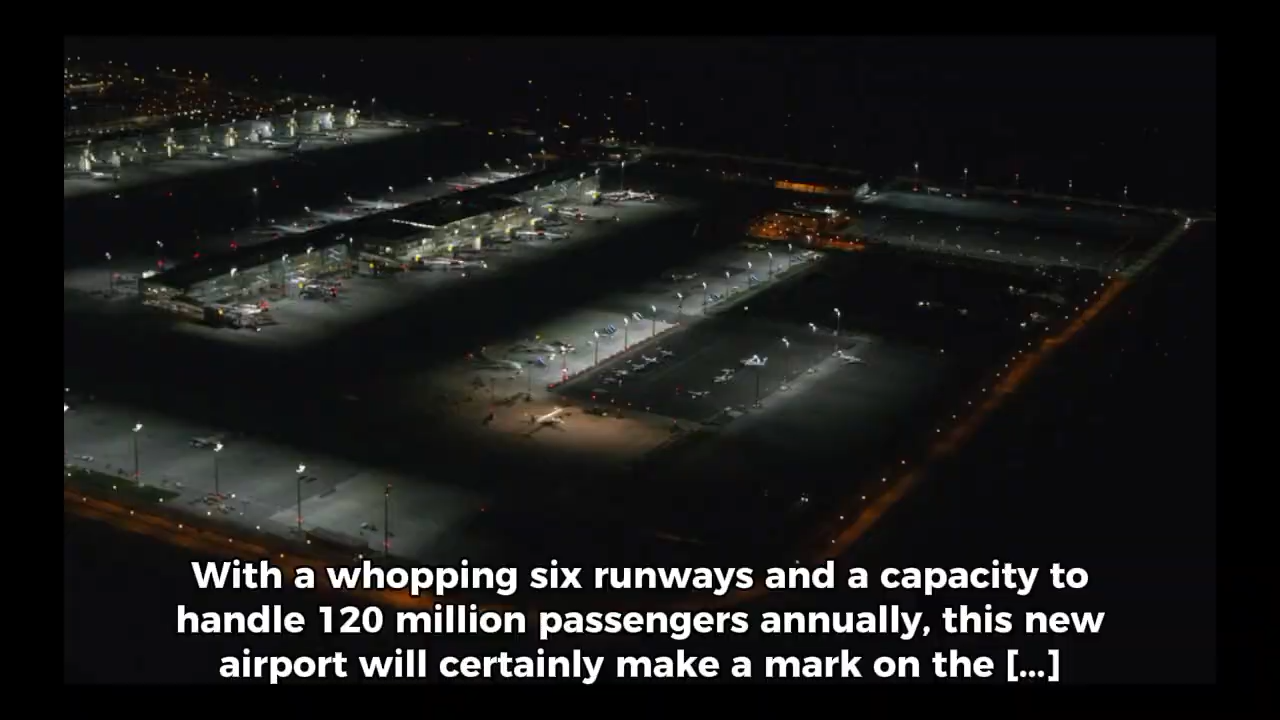 With a whopping six runways and a capacity to
handle 120 million passengers annually, this new
airport will certainly make a mark on the [...]